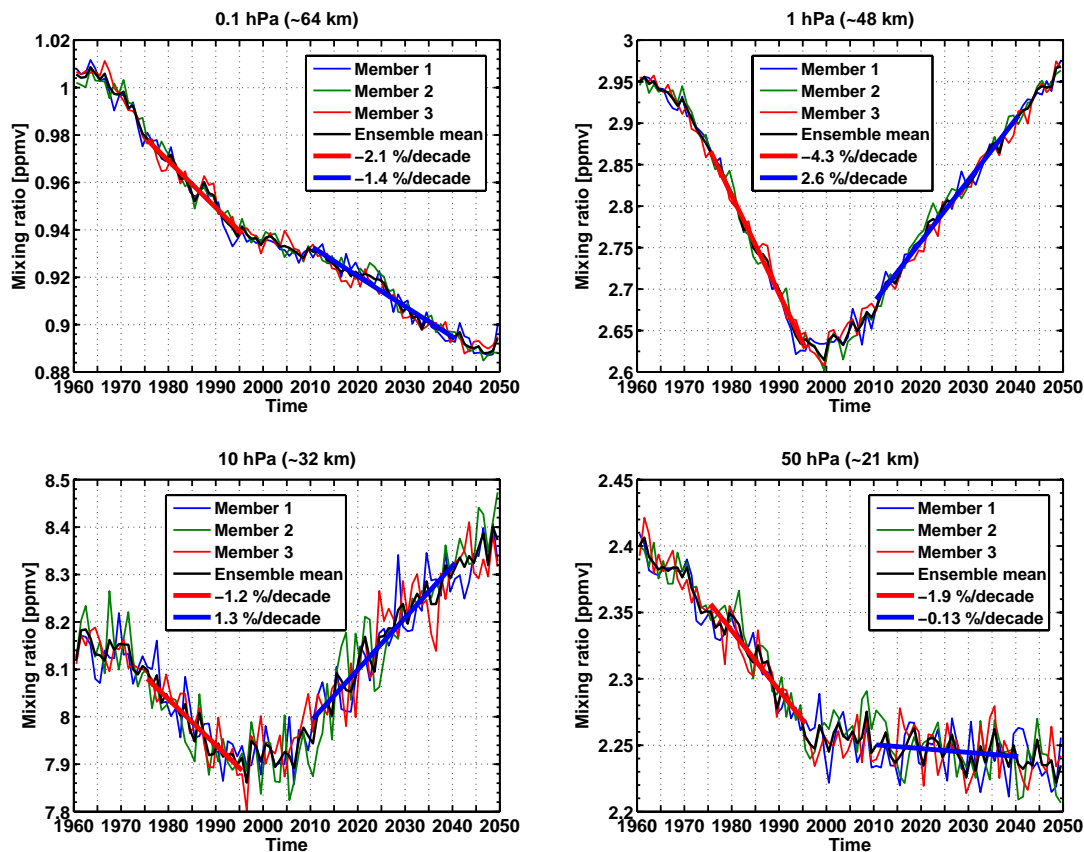 0.1 hPa (~64 km)
1.02
1
0.98
0.96
0.94
0.92
0.9
0.88
Mixing ratio [ppmv]
Member 1
Member 2
Member 3
Ensemble mean
−2.1 %/decade
−1.4 %/decade
1960 1970 1980 1990 2000 2010 2020 2030 2040 2050
Time
1 hPa (~48 km)
3
2.95
2.9
2.85
2.8
2.75
2.7
2.65
2.6
Mixing ratio [ppmv]
Member 1
Member 2
Member 3
Ensemble mean
−4.3 %/decade
2.6 %/decade
1960 1970 1980 1990 2000 2010 2020 2030 2040 2050
Time
10 hPa (~32 km)
8.5
8.4
8.3
8.2
8.1
8
7.9
7.8
Mixing ratio [ppmv]
Member 1
Member 2
Member 3
Ensemble mean
−1.2 %/decade
1.3 %/decade
1960 1970 1980 1990 2000 2010 2020 2030 2040 2050
Time
50 hPa (~21 km)
2.45
2.4
2.35
2.3
2.25
2.2
Mixing ratio [ppmv]
Member 1
Member 2
Member 3
Ensemble mean
−1.9 %/decade
−0.13 %/decade
1960 1970 1980 1990 2000 2010 2020 2030 2040 2050
Time